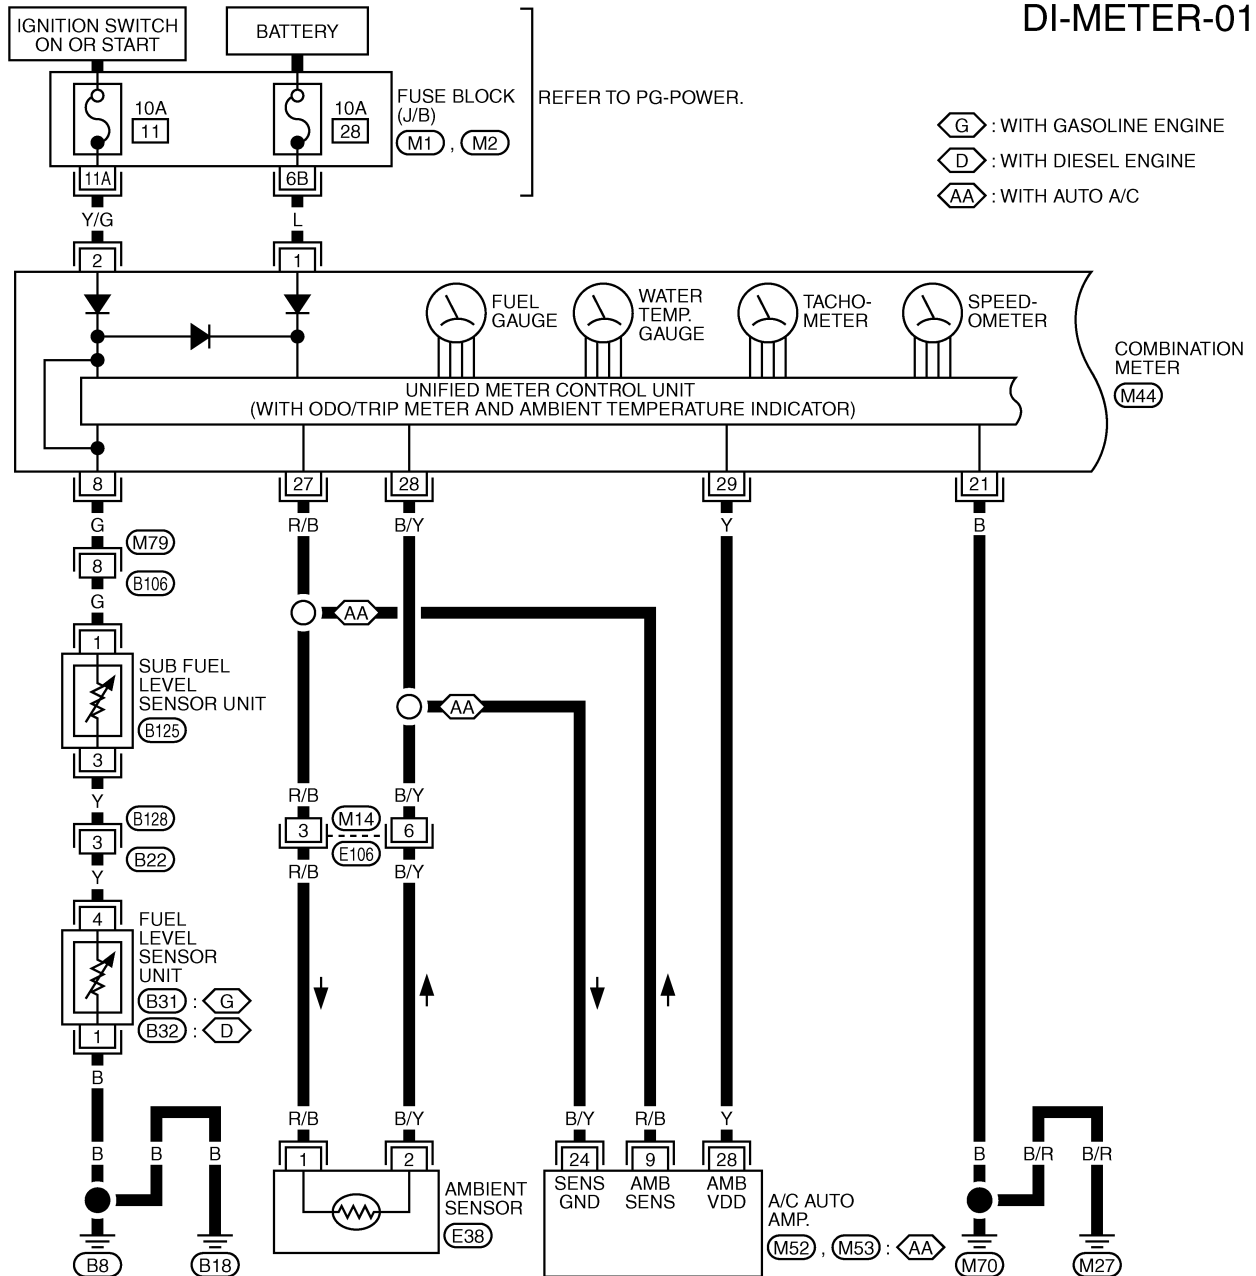 DI-METER-01
IGNITION SWITCH
ON OR START
BATTERY
10A
11
10A
28
FUSE BLOCK
(J/B)
M1 , M2
REFER TO PG-POWER.
G : WITH GASOLINE ENGINE
D : WITH DIESEL ENGINE
AA : WITH AUTO A/C
11A
6B
Y/G
L
2
1
FUEL
GAUGE
WATER
TEMP.
GAUGE
TACHO-
METER
SPEED-
OMETER
COMBINATION
METER
M44
UNIFIED METER CONTROL UNIT
(WITH ODO/TRIP METER AND AMBIENT TEMPERATURE INDICATOR)
8
27
28
29
21
G
R/B
B/Y
Y
B
M79
8
B106
G
AA
1
SUB FUEL
LEVEL
SENSOR UNIT
B125
AA
3
Y
R/B
B/Y
B128
3
B22
3
M14
6
E106
Y
R/B
B/Y
4
FUEL
LEVEL
SENSOR
UNIT
B31 : G
B32 : D
1
B
R/B
B/Y
B/Y
R/B
Y
B
B
B
B
B/R
B/R
1
2
24
9
28
SENS
GND
AMB
SENS
AMB
VDD
AMBIENT
SENSOR
E38
A/C AUTO
AMP.
M52 , M53 : AA
B8
B18
M70
M27